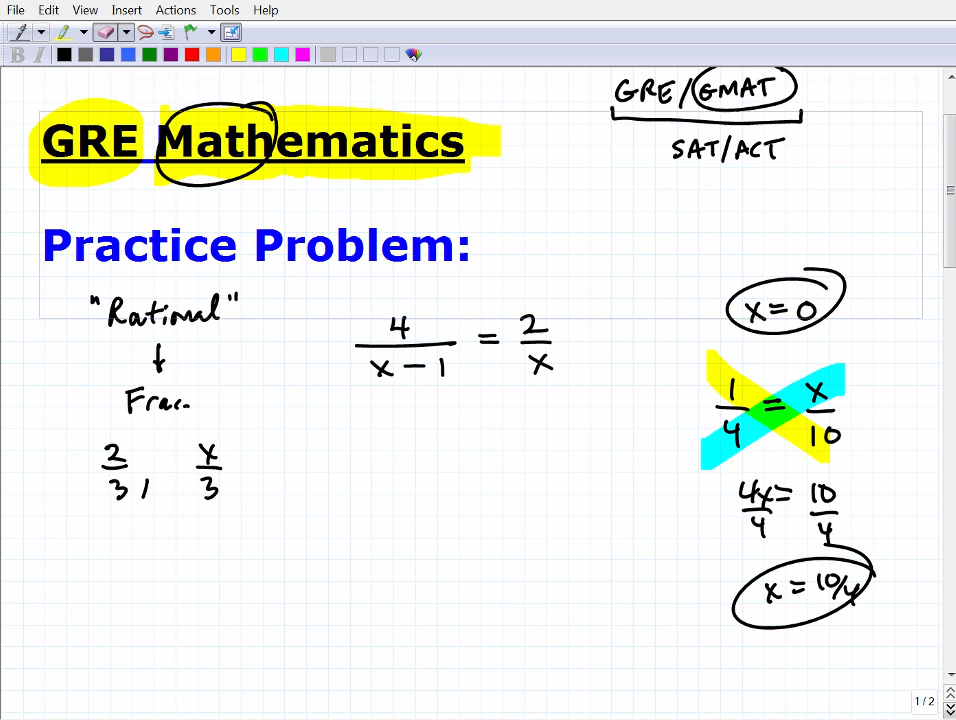 File Edit View Insert Actions Tools Help
B I
GRE/GMAT
SAT/ACT
GRE Mathematics
Practice Problem:
"Rational"
Frac.
2/3, x/3
4/(x-1) = 2/x
x=0
1/4 = x/10
4x/4 = 10/4
x = 10/4
1 / 2